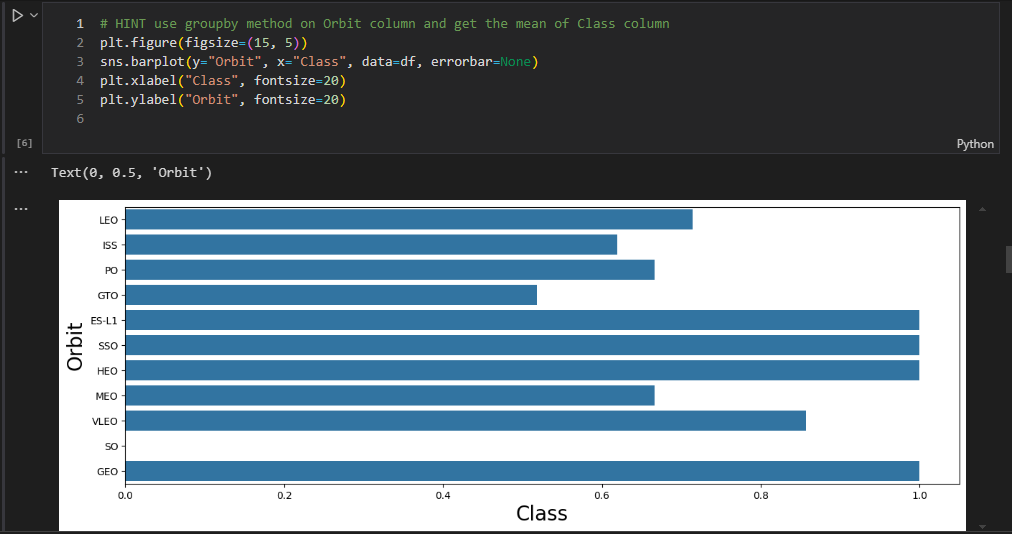 1 # HINT use groupby method on Orbit column and get the mean of Class column
2 plt.figure(figsize=(15, 5))
3 sns.barplot(y="Orbit", x="Class", data=df, errorbar=None)
4 plt.xlabel("Class", fontsize=20)
5 plt.ylabel("Orbit", fontsize=20)
6
[6]
Python
... Text(0, 0.5, 'Orbit')
...
Orbit
LEO
ISS
PO
GTO
ES-L1
SSO
HEO
MEO
VLEO
SO
GEO
0.0 0.2 0.4 0.6 0.8 1.0
Class